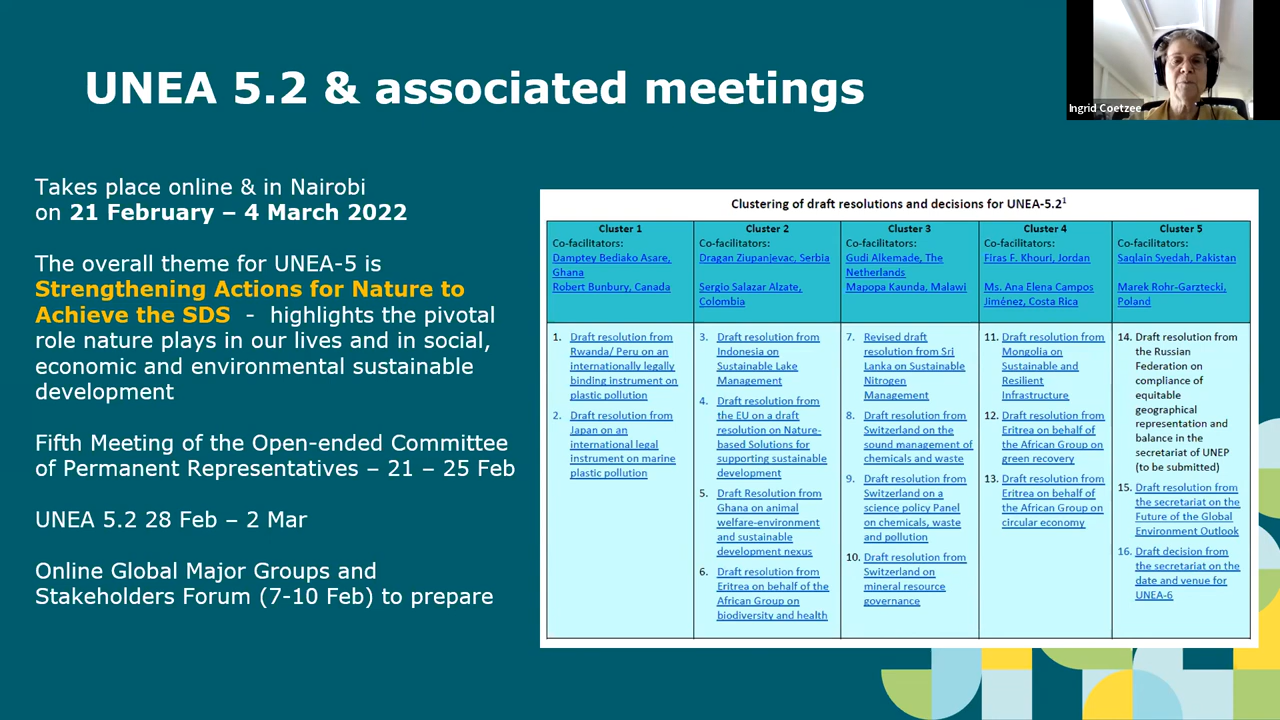 UNEA 5.2 & associated meetings
Ingrid Coetzee
Takes place online & in Nairobi
on 21 February – 4 March 2022
The overall theme for UNEA-5 is
Strengthening Actions for Nature to
Achieve the SDS - highlights the pivotal
role nature plays in our lives and in social,
economic and environmental sustainable
development
Fifth Meeting of the Open-ended Committee
of Permanent Representatives – 21 – 25 Feb
UNEA 5.2 28 Feb – 2 Mar
Online Global Major Groups and
Stakeholders Forum (7-10 Feb) to prepare
Clustering of draft resolutions and decisions for UNEA-5.2¹
Cluster 1
Co-facilitators:
Damptey Bediako Asare,
Ghana
Robert Bunbury, Canada
1. Draft resolution from
Rwanda/ Peru on an
internationally legally
binding instrument on
plastic pollution
2. Draft resolution from
Japan on an
international legal
instrument on marine
plastic pollution
Cluster 2
Co-facilitators:
Dragan Zupanjevac, Serbia
Sergio Salazar Alzate,
Colombia
3. Draft resolution from
Indonesia on
Sustainable Lake
Management
4. Draft resolution from
the EU on a draft
resolution on Nature-
based Solutions for
supporting sustainable
development
5. Draft Resolution from
Ghana on animal
welfare-environment
and sustainable
development nexus
6. Draft resolution from
Eritrea on behalf of the
African Group on
biodiversity and health
Cluster 3
Co-facilitators:
Gudi Alkemade, The
Netherlands
Mapopa Kaunda, Malawi
7. Revised draft
resolution from Sri
Lanka on Sustainable
Nitrogen
Management
8. Draft resolution from
Switzerland on the
sound management of
chemicals and waste
9. Draft resolution from
Switzerland on a
science policy Panel
on chemicals, waste
and pollution
10. Draft resolution from
Switzerland on
mineral resource
governance
Cluster 4
Co-facilitators:
Firas F. Khouri, Jordan
Ms. Ana Elena Campos
Jiménez, Costa Rica
11. Draft resolution from
Mongolia on
Sustainable and
Resilient
Infrastructure
12. Draft resolution from
Eritrea on behalf of
the African Group on
green recovery
13. Draft resolution from
Eritrea on behalf of
the African Group on
circular economy
Cluster 5
Co-facilitators:
Saqlain Syedah, Pakistan
Marek Rohr-Garztecki,
Poland
14. Draft resolution from
the Russian
Federation on
compliance of
equitable
geographical
representation and
balance in the
secretariat of UNEP
(to be submitted)
15. Draft resolution from
the secretariat on the
Future of the Global
Environment Outlook
16. Draft decision from
the secretariat on the
date and venue for
UNEA-6